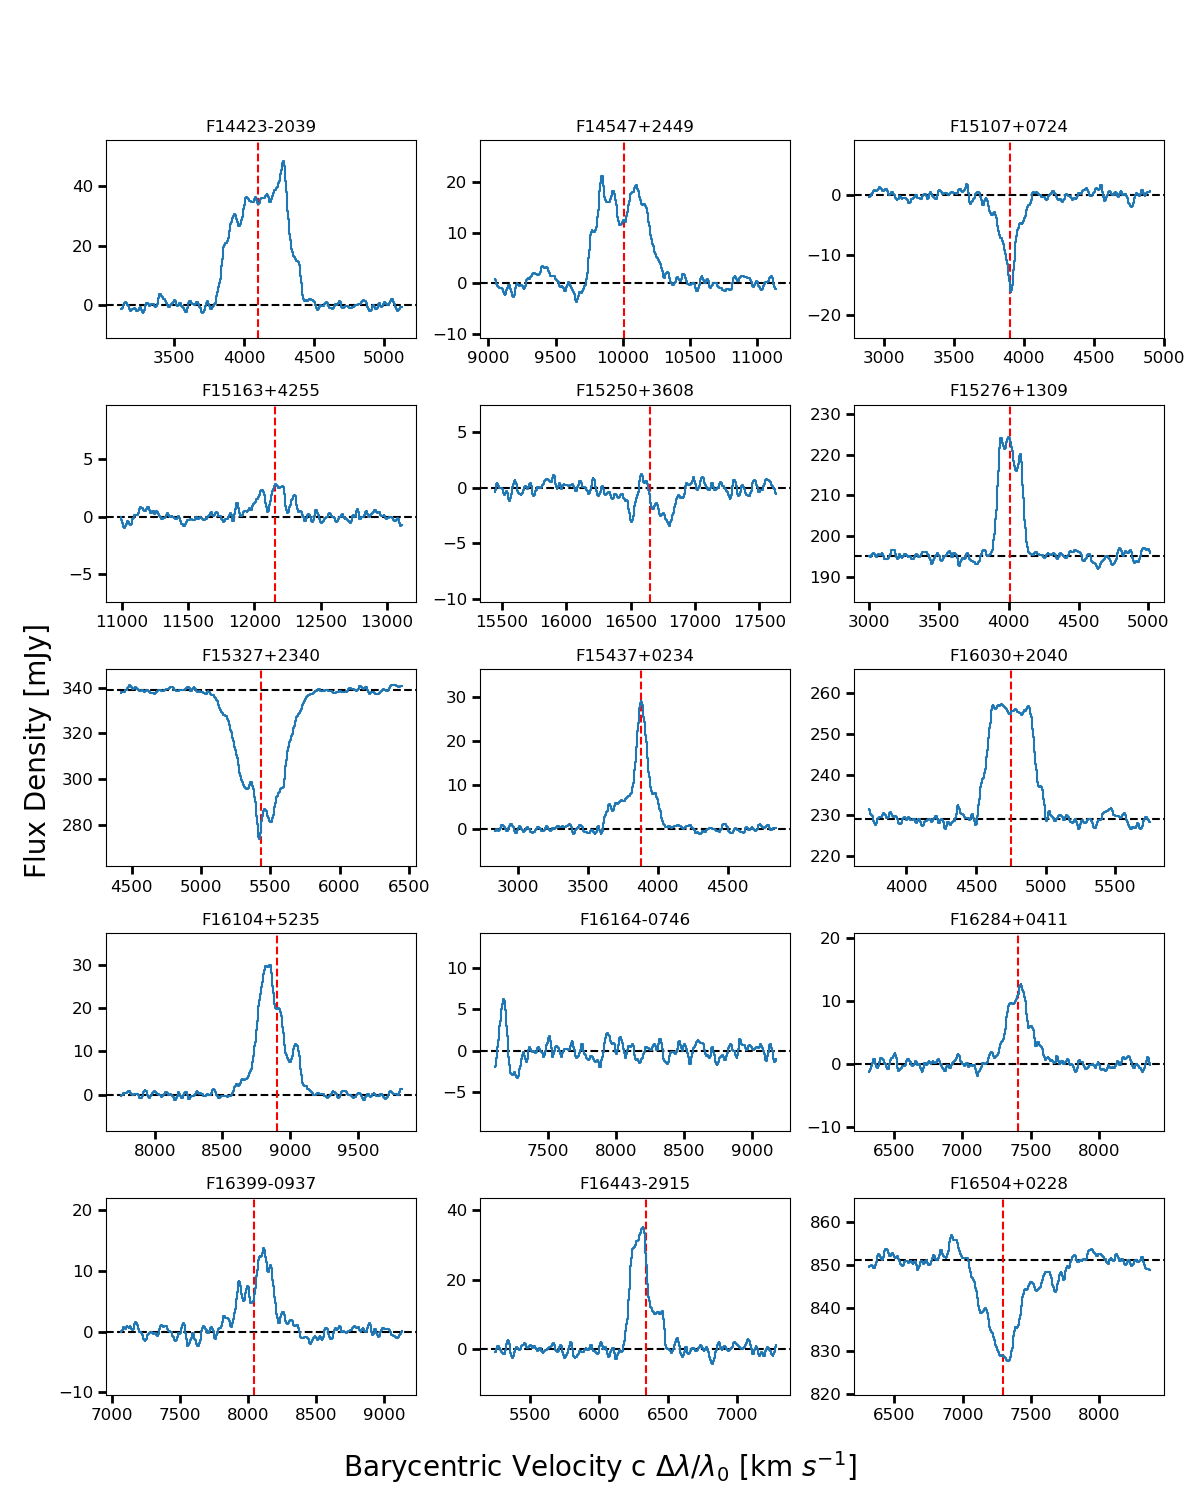 F14423-2039 F14547+2449 F15107+0724
40 20 0
20 10 0 −10
0 −10 −20
3500 4000 4500 5000
9000 9500 10000 10500 11000
3000 3500 4000 4500 5000
F15163+4255 F15250+3608 F15276+1309
5 0 −5
5 0 −5 −10
230 220 210 200 190
11000 11500 12000 12500 13000
15500 16000 16500 17000 17500
3000 3500 4000 4500 5000
F15327+2340 F15437+0234 F16030+2040
340 320 300 280
30 20 10 0
260 250 240 230 220
4500 5000 5500 6000 6500
3000 3500 4000 4500
4000 4500 5000 5500
Flux Density [mJy]
F16104+5235 F16164-0746 F16284+0411
30 20 10 0
10 5 0 −5
20 10 0 −10
8000 8500 9000 9500
7500 8000 8500 9000
6500 7000 7500 8000
F16399-0937 F16443-2915 F16504+0228
20 10 0 −10
40 20 0
860 850 840 830 820
7000 7500 8000 8500 9000
5500 6000 6500 7000
6500 7000 7500 8000
Barycentric Velocity c Δλ/λ₀ [km s⁻¹]